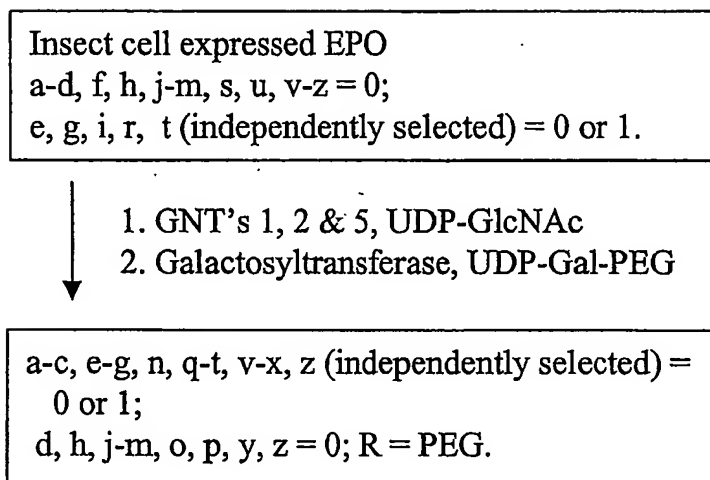 Insect cell expressed EPO
a-d, f, h, j-m, s, u, v-z = 0;
e, g, i, r, t (independently selected) = 0 or 1.
1. GNT's 1, 2 & 5, UDP-GlcNAc
2. Galactosyltransferase, UDP-Gal-PEG
a-c, e-g, n, q-t, v-x, z (independently selected) =
0 or 1;
d, h, j-m, o, p, y, z = 0; R = PEG.